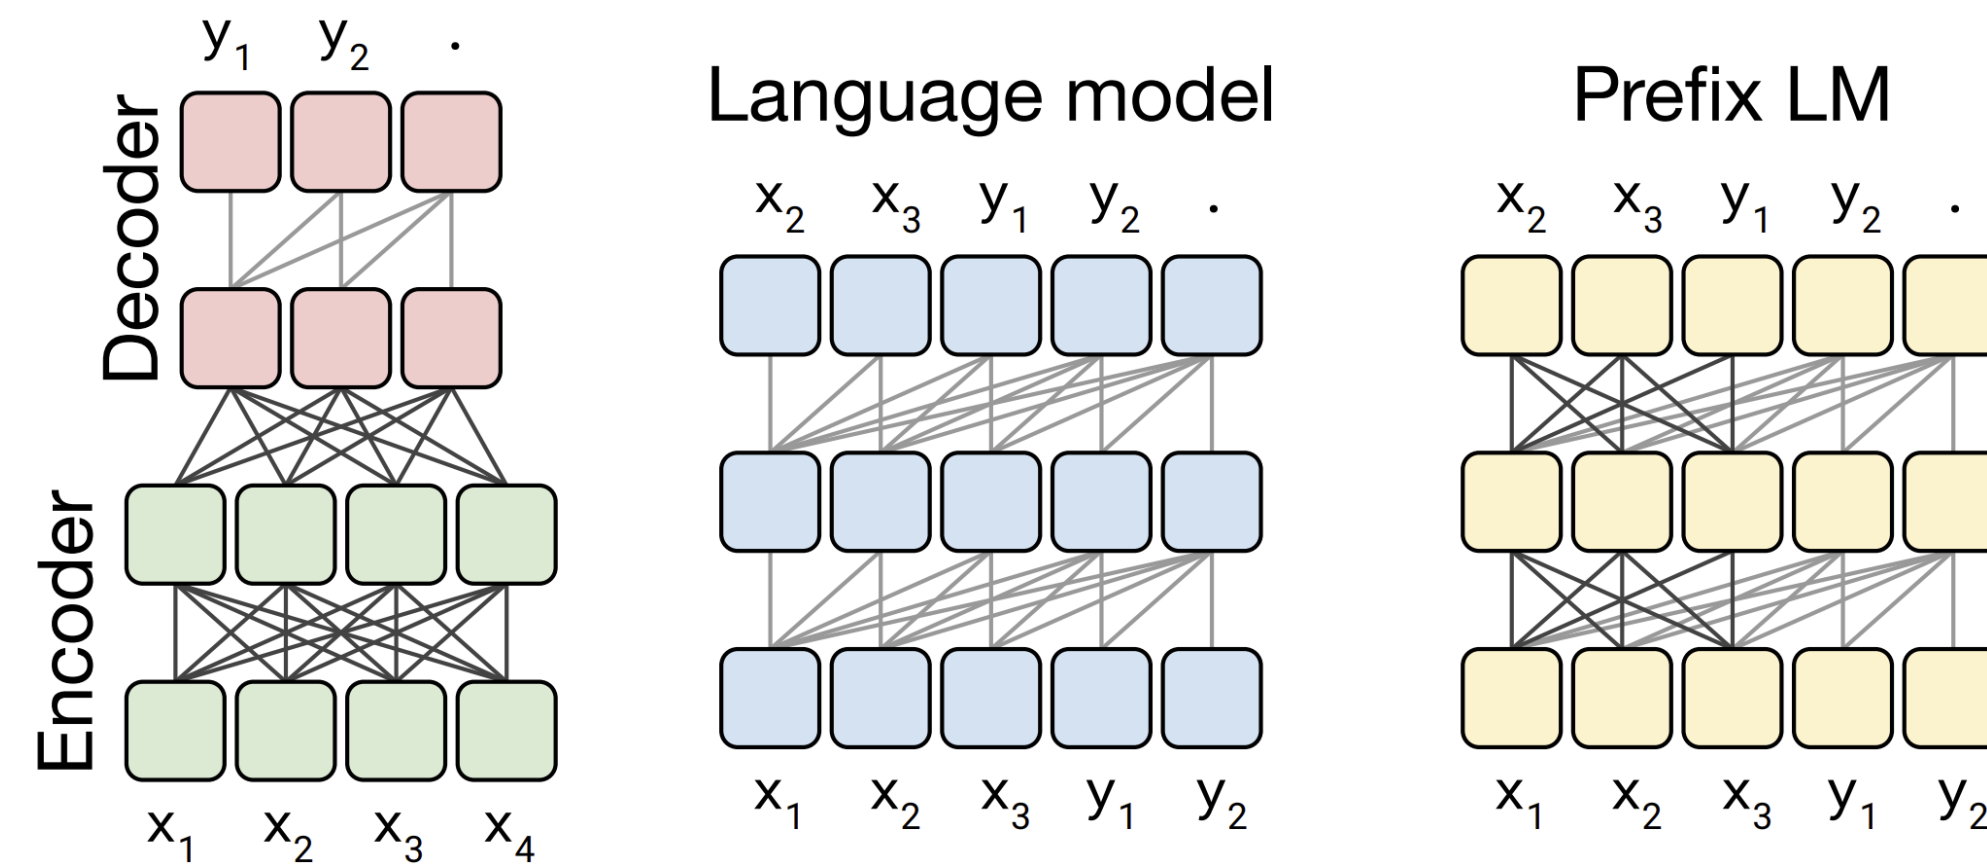 y1 y2 .
Decoder
Encoder
x1 x2 x3 x4
Language model
x2 x3 y1 y2 .
x1 x2 x3 y1 y2
Prefix LM
x2 x3 y1 y2 .
x1 x2 x3 y1 y2